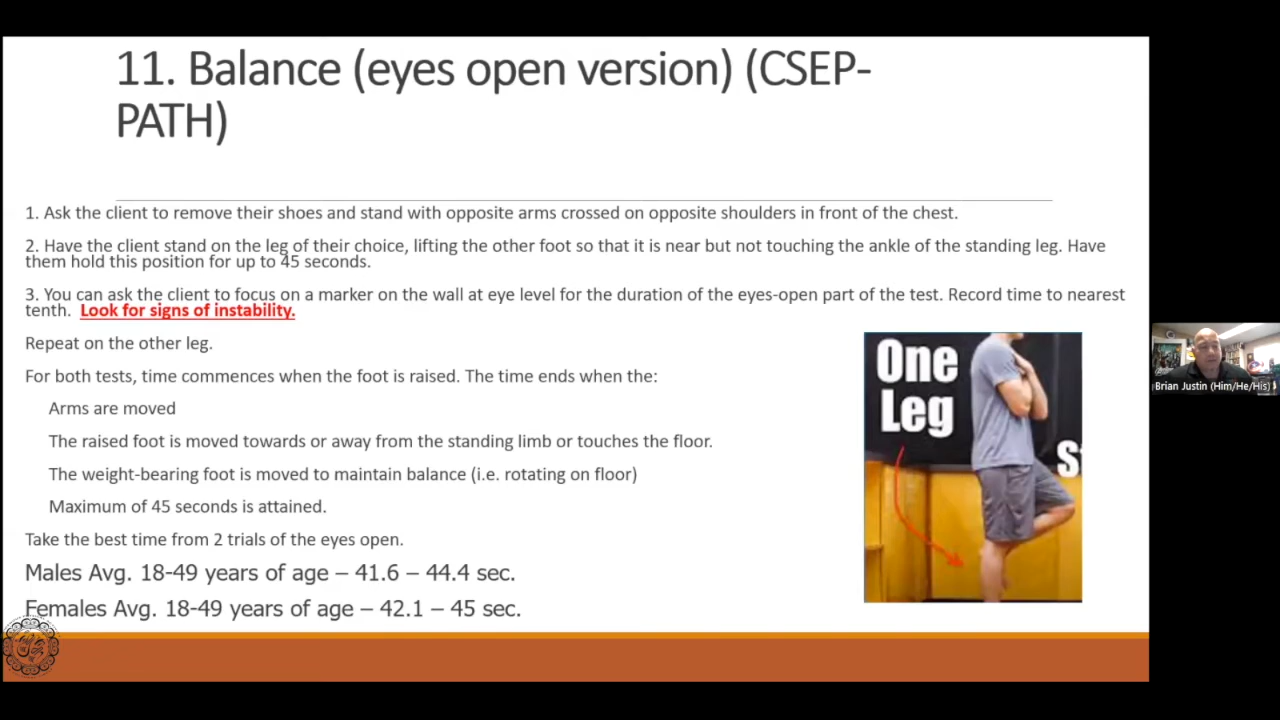 11. Balance (eyes open version) (CSEP-
PATH)
1. Ask the client to remove their shoes and stand with opposite arms crossed on opposite shoulders in front of the chest.
2. Have the client stand on the leg of their choice, lifting the other foot so that it is near but not touching the ankle of the standing leg. Have
them hold this position for up to 45 seconds.
3. You can ask the client to focus on a marker on the wall at eye level for the duration of the eyes-open part of the test. Record time to nearest
tenth. Look for signs of instability.
Repeat on the other leg.
For both tests, time commences when the foot is raised. The time ends when the:
Arms are moved
The raised foot is moved towards or away from the standing limb or touches the floor.
The weight-bearing foot is moved to maintain balance (i.e. rotating on floor)
Maximum of 45 seconds is attained.
Take the best time from 2 trials of the eyes open.
Males Avg. 18-49 years of age – 41.6 – 44.4 sec.
Females Avg. 18-49 years of age – 42.1 – 45 sec.
One
Leg
S
Brian Justin (Him/He/His)